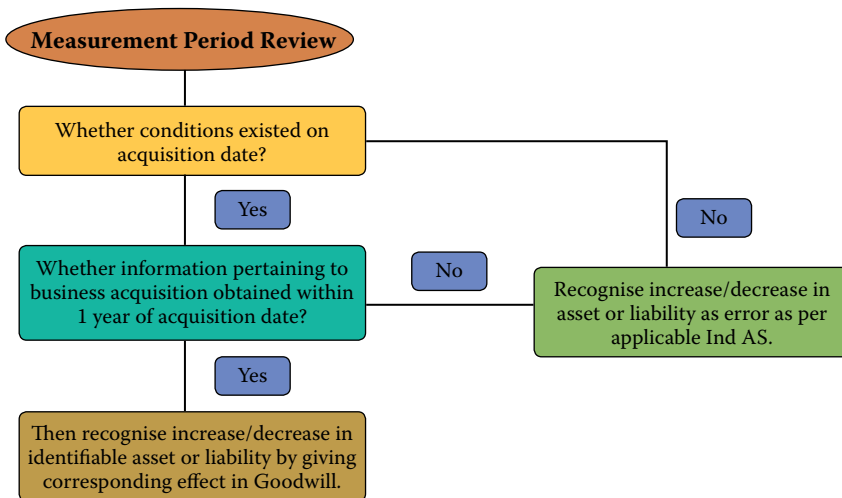 Measurement Period Review
Whether conditions existed on
acquisition date?
Yes
No
Whether information pertaining to
business acquisition obtained within
1 year of acquisition date?
No
Recognise increase/decrease in
asset or liability as error as per
applicable Ind AS.
Yes
Then recognise increase/decrease in
identifiable asset or liability by giving
corresponding effect in Goodwill.